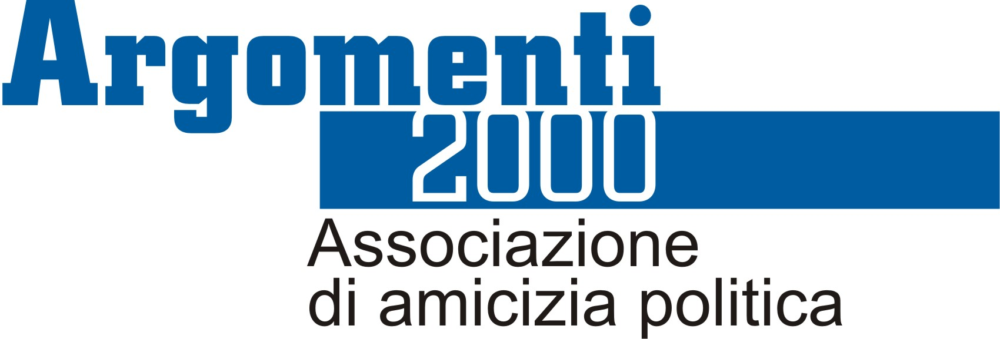 Argomenti
2000
Associazione
di amicizia politica